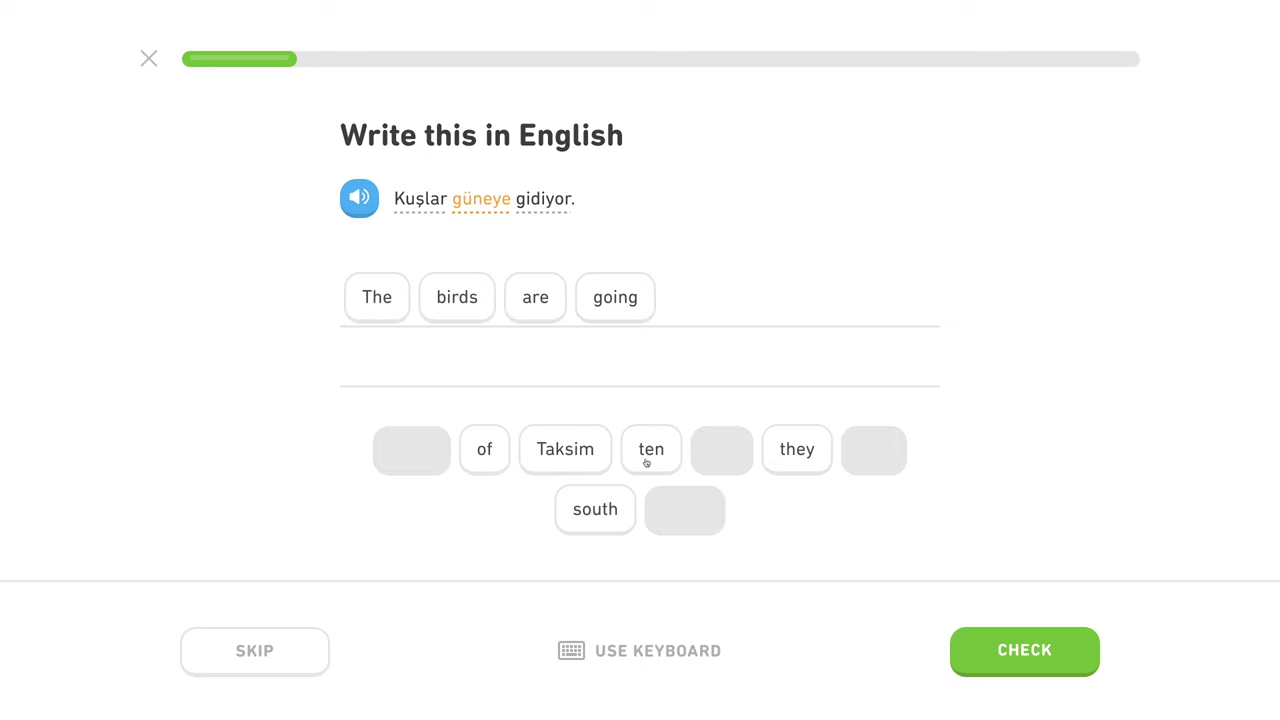 Write this in English
Kuşlar güneye gidiyor.
The birds are going
of Taksim ten they
south
SKIP USE KEYBOARD CHECK